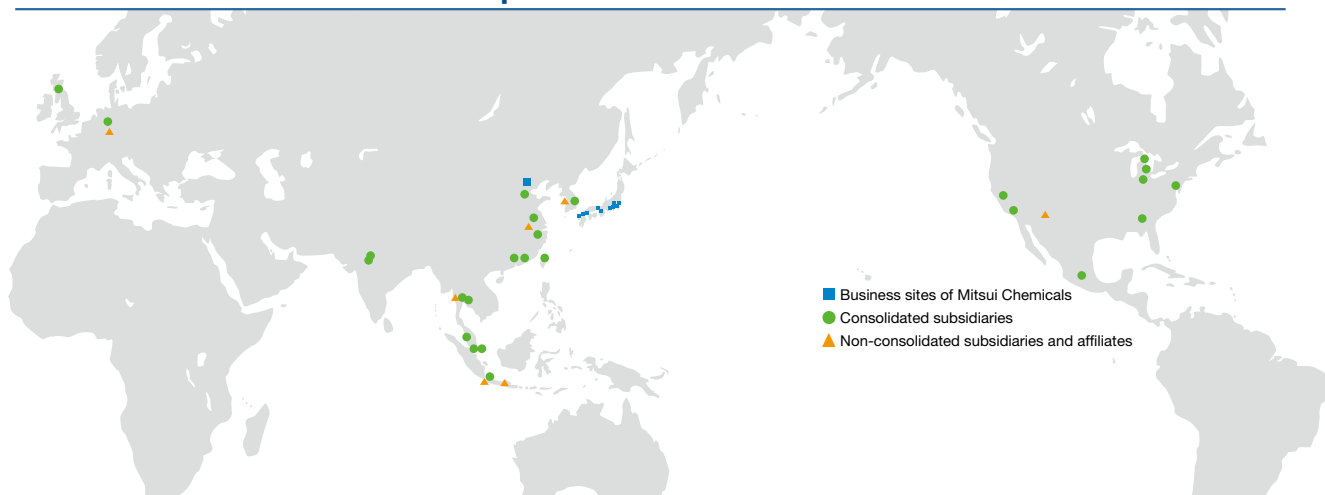 Business sites of Mitsui Chemicals
Consolidated subsidiaries
Non-consolidated subsidiaries and affiliates